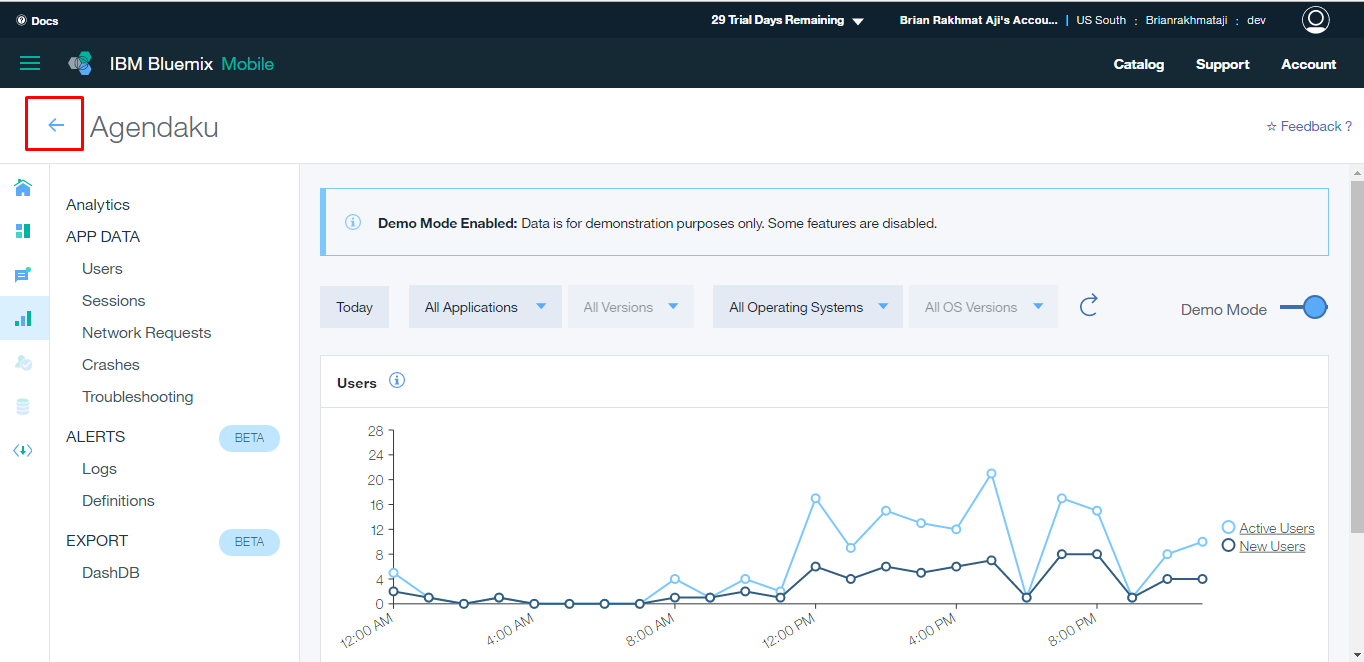 Docs
29 Trial Days Remaining
Brian Rakhmat Aji's Accou... | US South : Brianrakhmataji : dev
IBM Bluemix Mobile
Catalog
Support
Account
Agendaku
Feedback ?
Analytics
APP DATA
Users
Sessions
Network Requests
Crashes
Troubleshooting
ALERTS
BETA
Logs
Definitions
EXPORT
BETA
DashDB
Demo Mode Enabled: Data is for demonstration purposes only. Some features are disabled.
Today
All Applications
All Versions
All Operating Systems
All OS Versions
Demo Mode
Users
28
24
20
16
12
8
4
0
12:00 AM
4:00 AM
8:00 AM
12:00 PM
4:00 PM
8:00 PM
Active Users
New Users